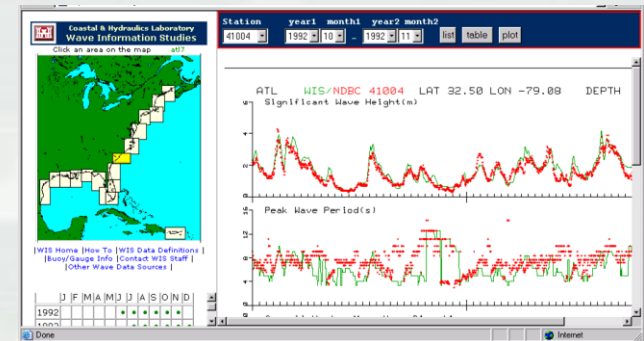 Coastal & Hydraulics Laboratory
Wave Information Studies
Click an area on the map atl7
WIS Home |How To |WIS Data Definitions |
|Buoy/Gauge Info |Contact WIS Staff |
|Other Wave Data Sources |
J F M A M J J A S O N D
1992
Station year1 month1 year2 month2
41004 1992 10 - 1992 11 list table plot
ATL WIS/NDBC 41004 LAT 32.50 LON -79.08 DEPTH
Significant Wave Height(m)
Peak Wave Period(s)
Done
Internet